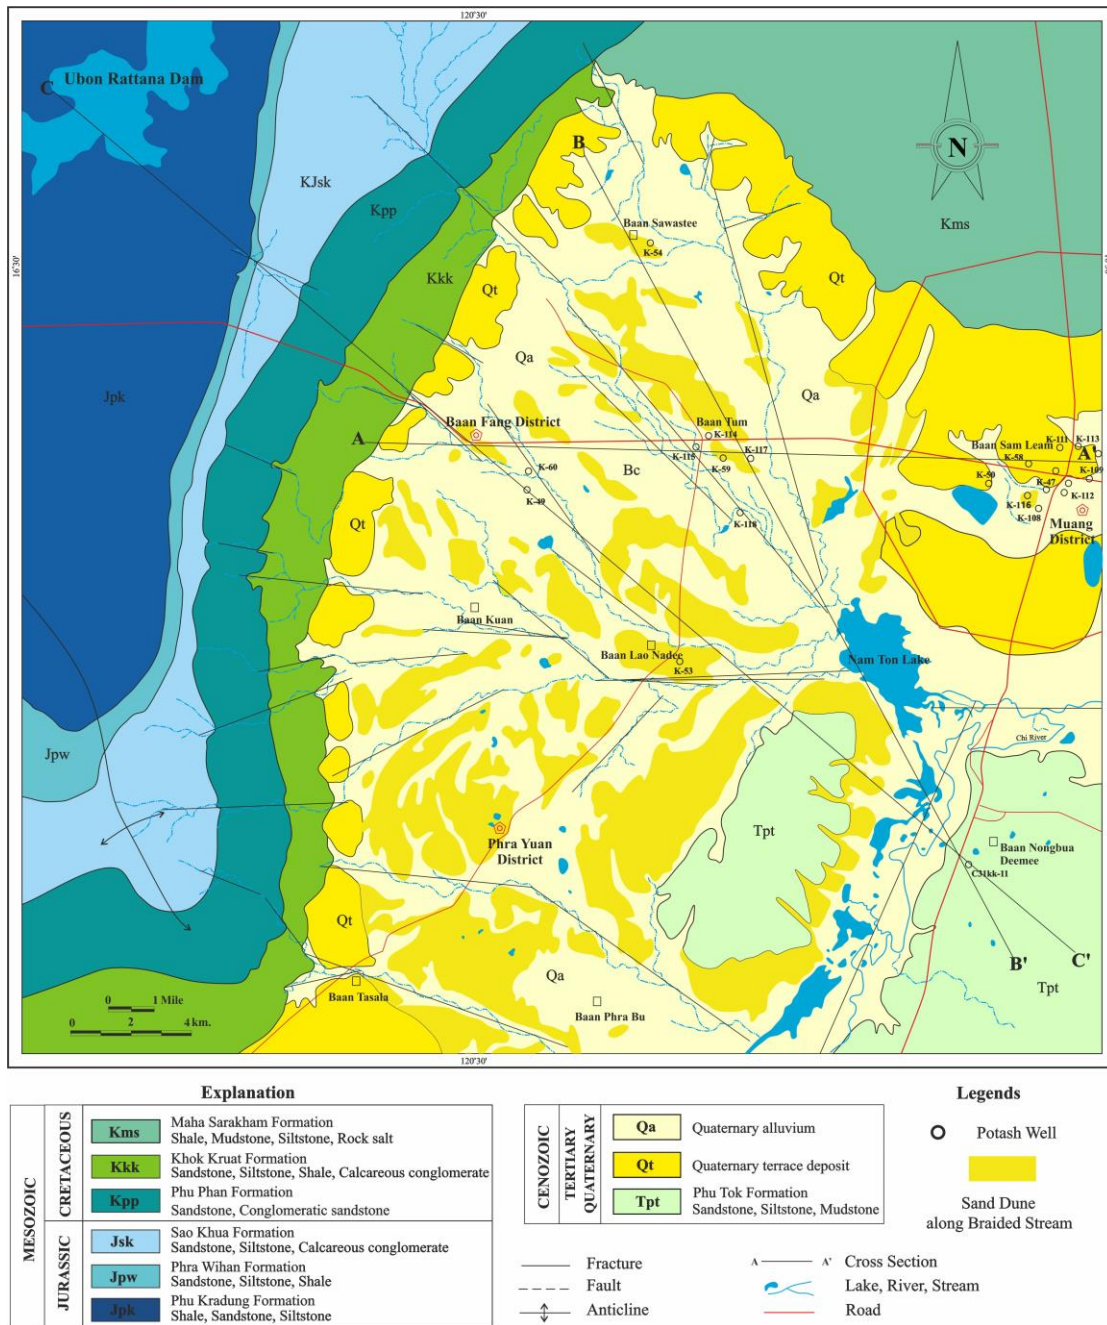 120°30'
Ubon Rattana Dam
C
B
N
KJsk
Kpp
Kms
Baan Sawastee
K-54
16°30'
Kkk
Qt
Qt
Qa
Qa
Jpk
Baan Fang District
Baan Tum
K-114
A
K-115
K-59
K-117
Bc
K-60
K-49
K-118
Baan Sam Leam
K-111
K-113
K-58
A'
K-109
K-50
K-47
K-116
K-112
K-108
Muang
District
Qt
Baan Kuan
Baan Lao Nadee
K-53
Nam Ton Lake
Chi River
Jpw
Tpt
Phra Yuan
District
Baan Nongbua
Deemee
C31kk-11
Qt
B'
C'
Qa
Tpt
Baan Tasala
Baan Phra Bu
0 1 Mile
0 2 4 km.
120°30'
Explanation
MESOZOIC
CRETACEOUS
Kms
Maha Sarakham Formation
Shale, Mudstone, Siltstone, Rock salt
Kkk
Khok Kruat Formation
Sandstone, Siltstone, Shale, Calcareous conglomerate
Kpp
Phu Phan Formation
Sandstone, Conglomeratic sandstone
JURASSIC
Jsk
Sao Khua Formation
Sandstone, Siltstone, Calcareous conglomerate
Jpw
Phra Wihan Formation
Sandstone, Siltstone, Shale
Jpk
Phu Kradung Formation
Shale, Sandstone, Siltstone
CENOZOIC
TERTIARY
QUATERNARY
Qa
Quaternary alluvium
Qt
Quaternary terrace deposit
Tpt
Phu Tok Formation
Sandstone, Siltstone, Mudstone
Fracture
Fault
Anticline
Legends
Potash Well
Sand Dune
along Braided Stream
A A' Cross Section
Lake, River, Stream
Road